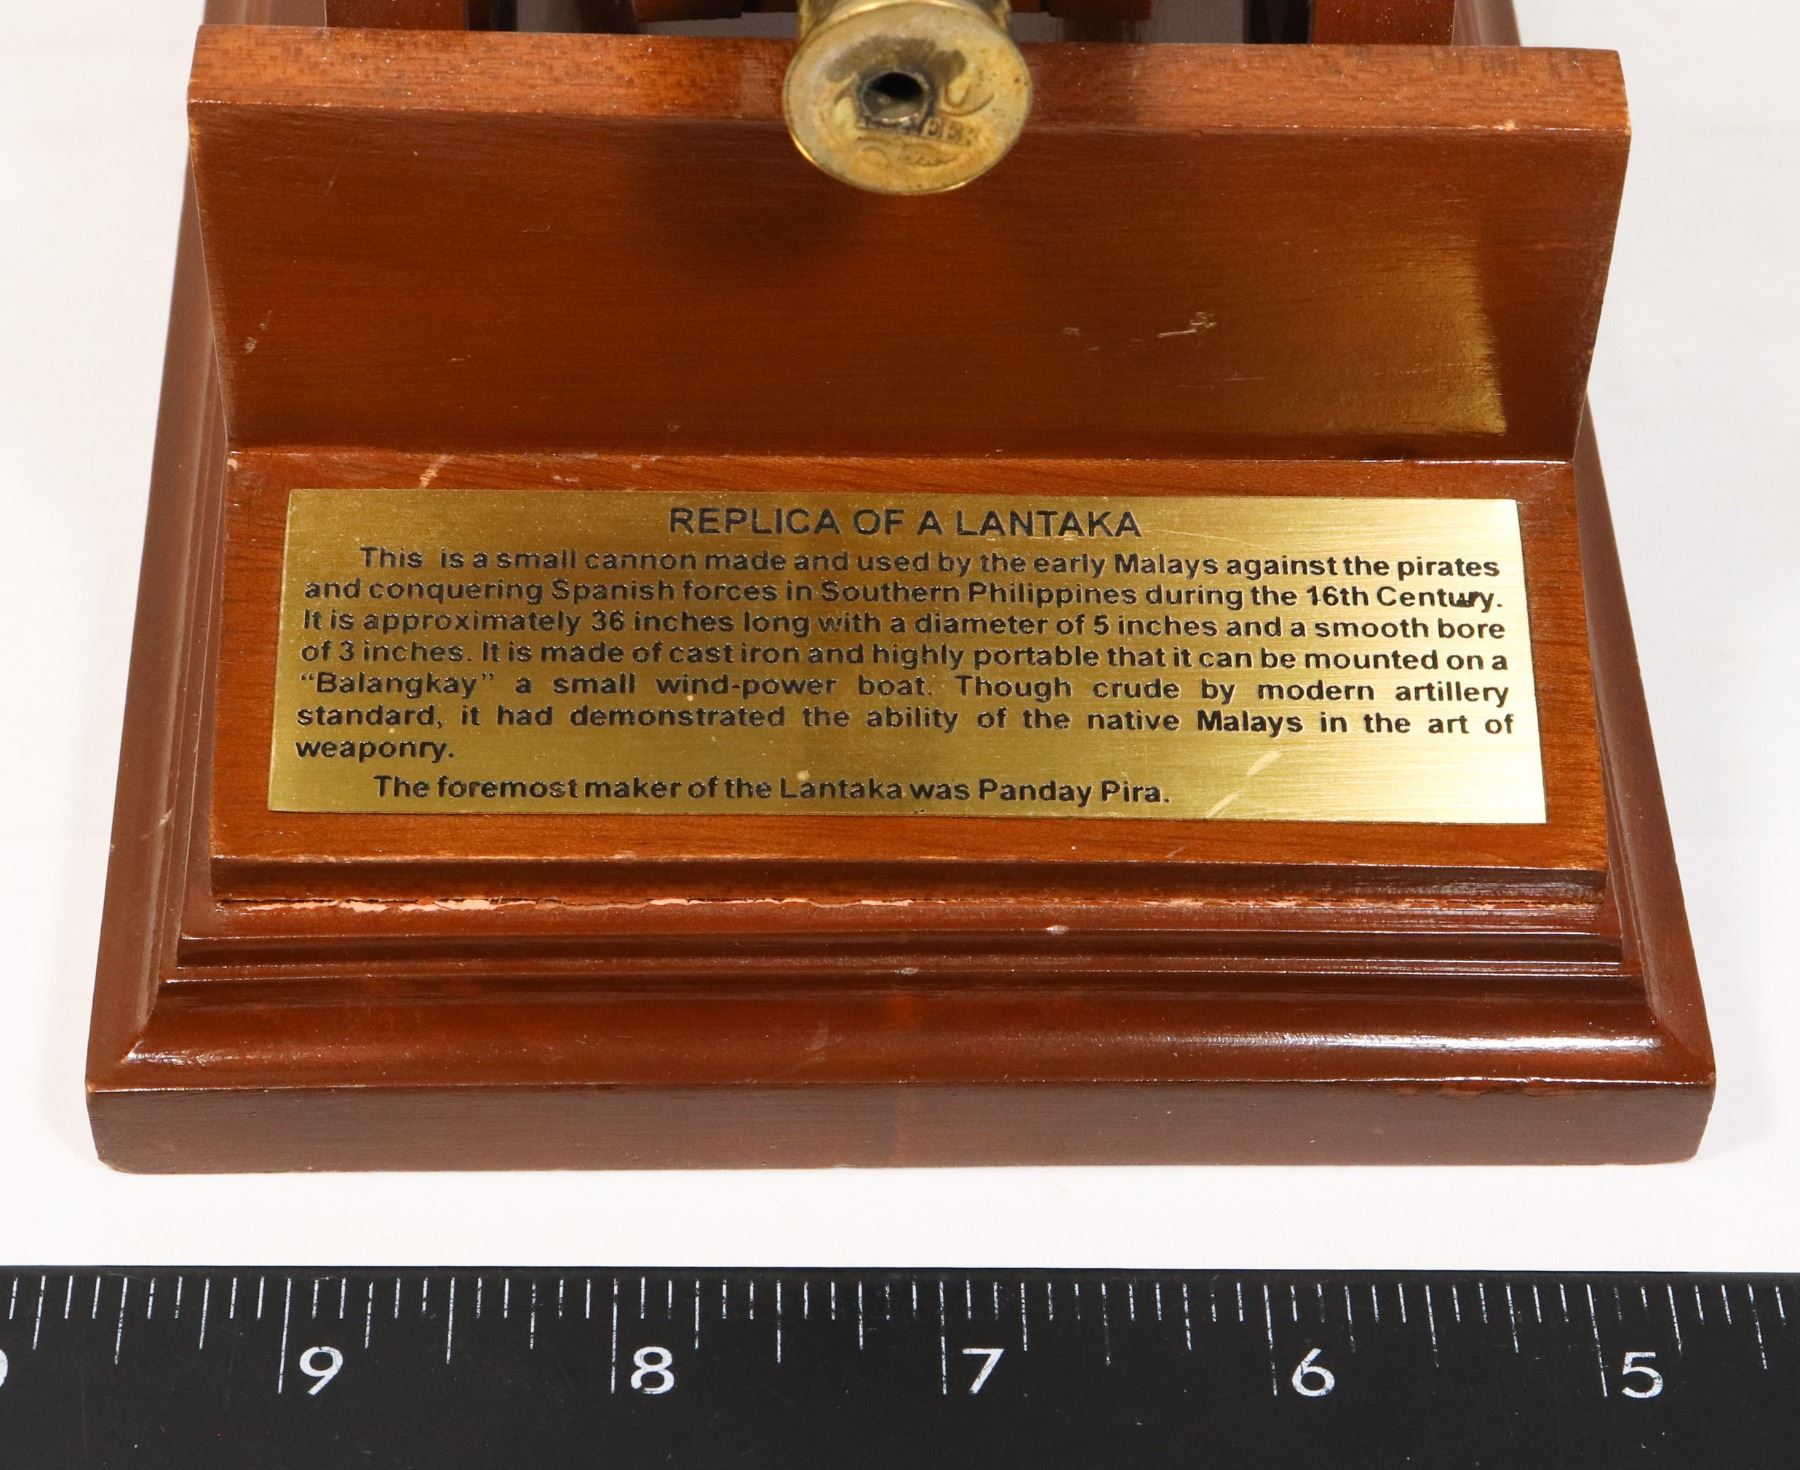 REPLICA OF A LANTAKA
This is a small cannon made and used by the early Malays against the pirates
and conquering Spanish forces in Southern Philippines during the 16th Century.
It is approximately 36 inches long with a diameter of 5 inches and a smooth bore
of 3 inches. It is made of cast iron and highly portable that it can be mounted on a
“Balangkay” a small wind-power boat. Though crude by modern artillery
standard, it had demonstrated the ability of the native Malays in the art of
weaponry.
The foremost maker of the Lantaka was Panday Pira.
9 8 7 6 5